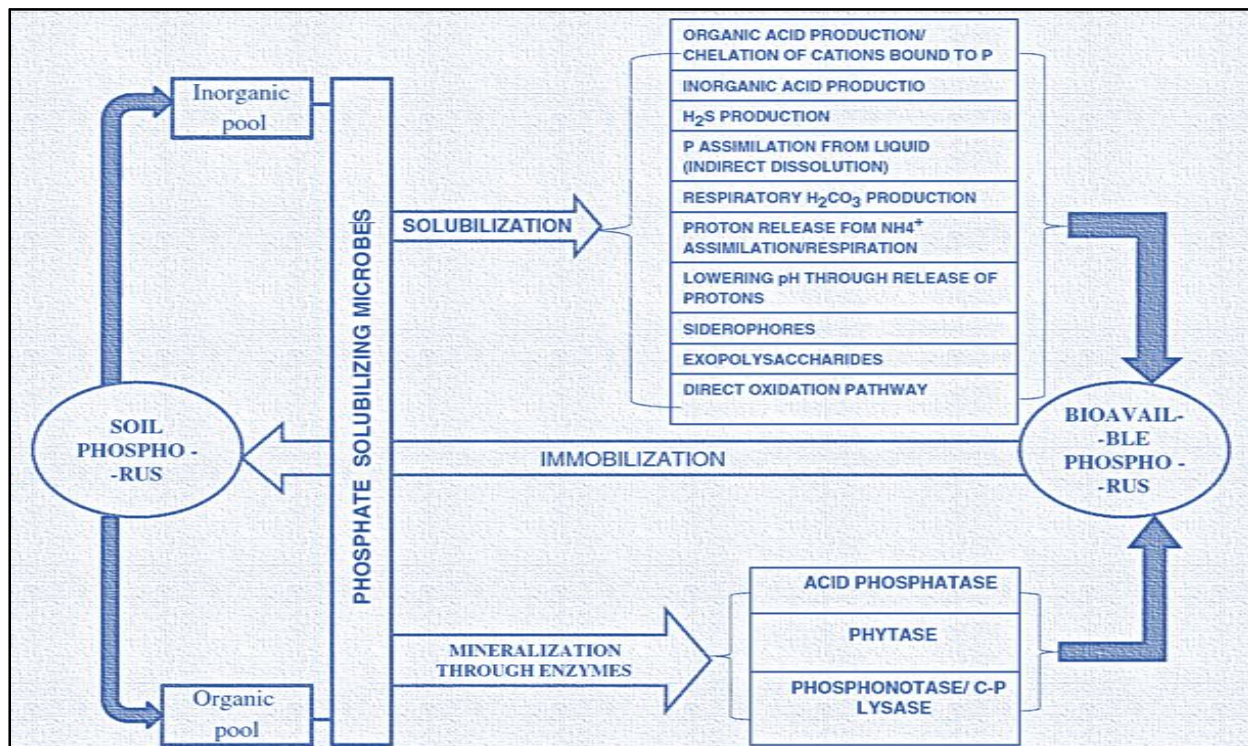 Inorganic
pool
PHOSPHATE SOLUBILIZING MICROBES
SOLUBILIZATION
ORGANIC ACID PRODUCTION/
CHELATION OF CATIONS BOUND TO P
INORGANIC ACID PRODUCTIO
H₂S PRODUCTION
P ASSIMILATION FROM LIQUID
(INDIRECT DISSOLUTION)
RESPIRATORY H₂CO₃ PRODUCTION
PROTON RELEASE FOM NH4⁺
ASSIMILATION/RESPIRATION
LOWERING pH THROUGH RELEASE OF
PROTONS
SIDEROPHORES
EXOPOLYSACCHARIDES
DIRECT OXIDATION PATHWAY
SOIL
PHOSPHO -
-RUS
IMMOBILIZATION
BIOAVAIL-
-BLE
PHOSPHO -
-RUS
Organic
pool
MINERALIZATION
THROUGH ENZYMES
ACID PHOSPHATASE
PHYTASE
PHOSPHONOTASE/ C-P
LYSASE